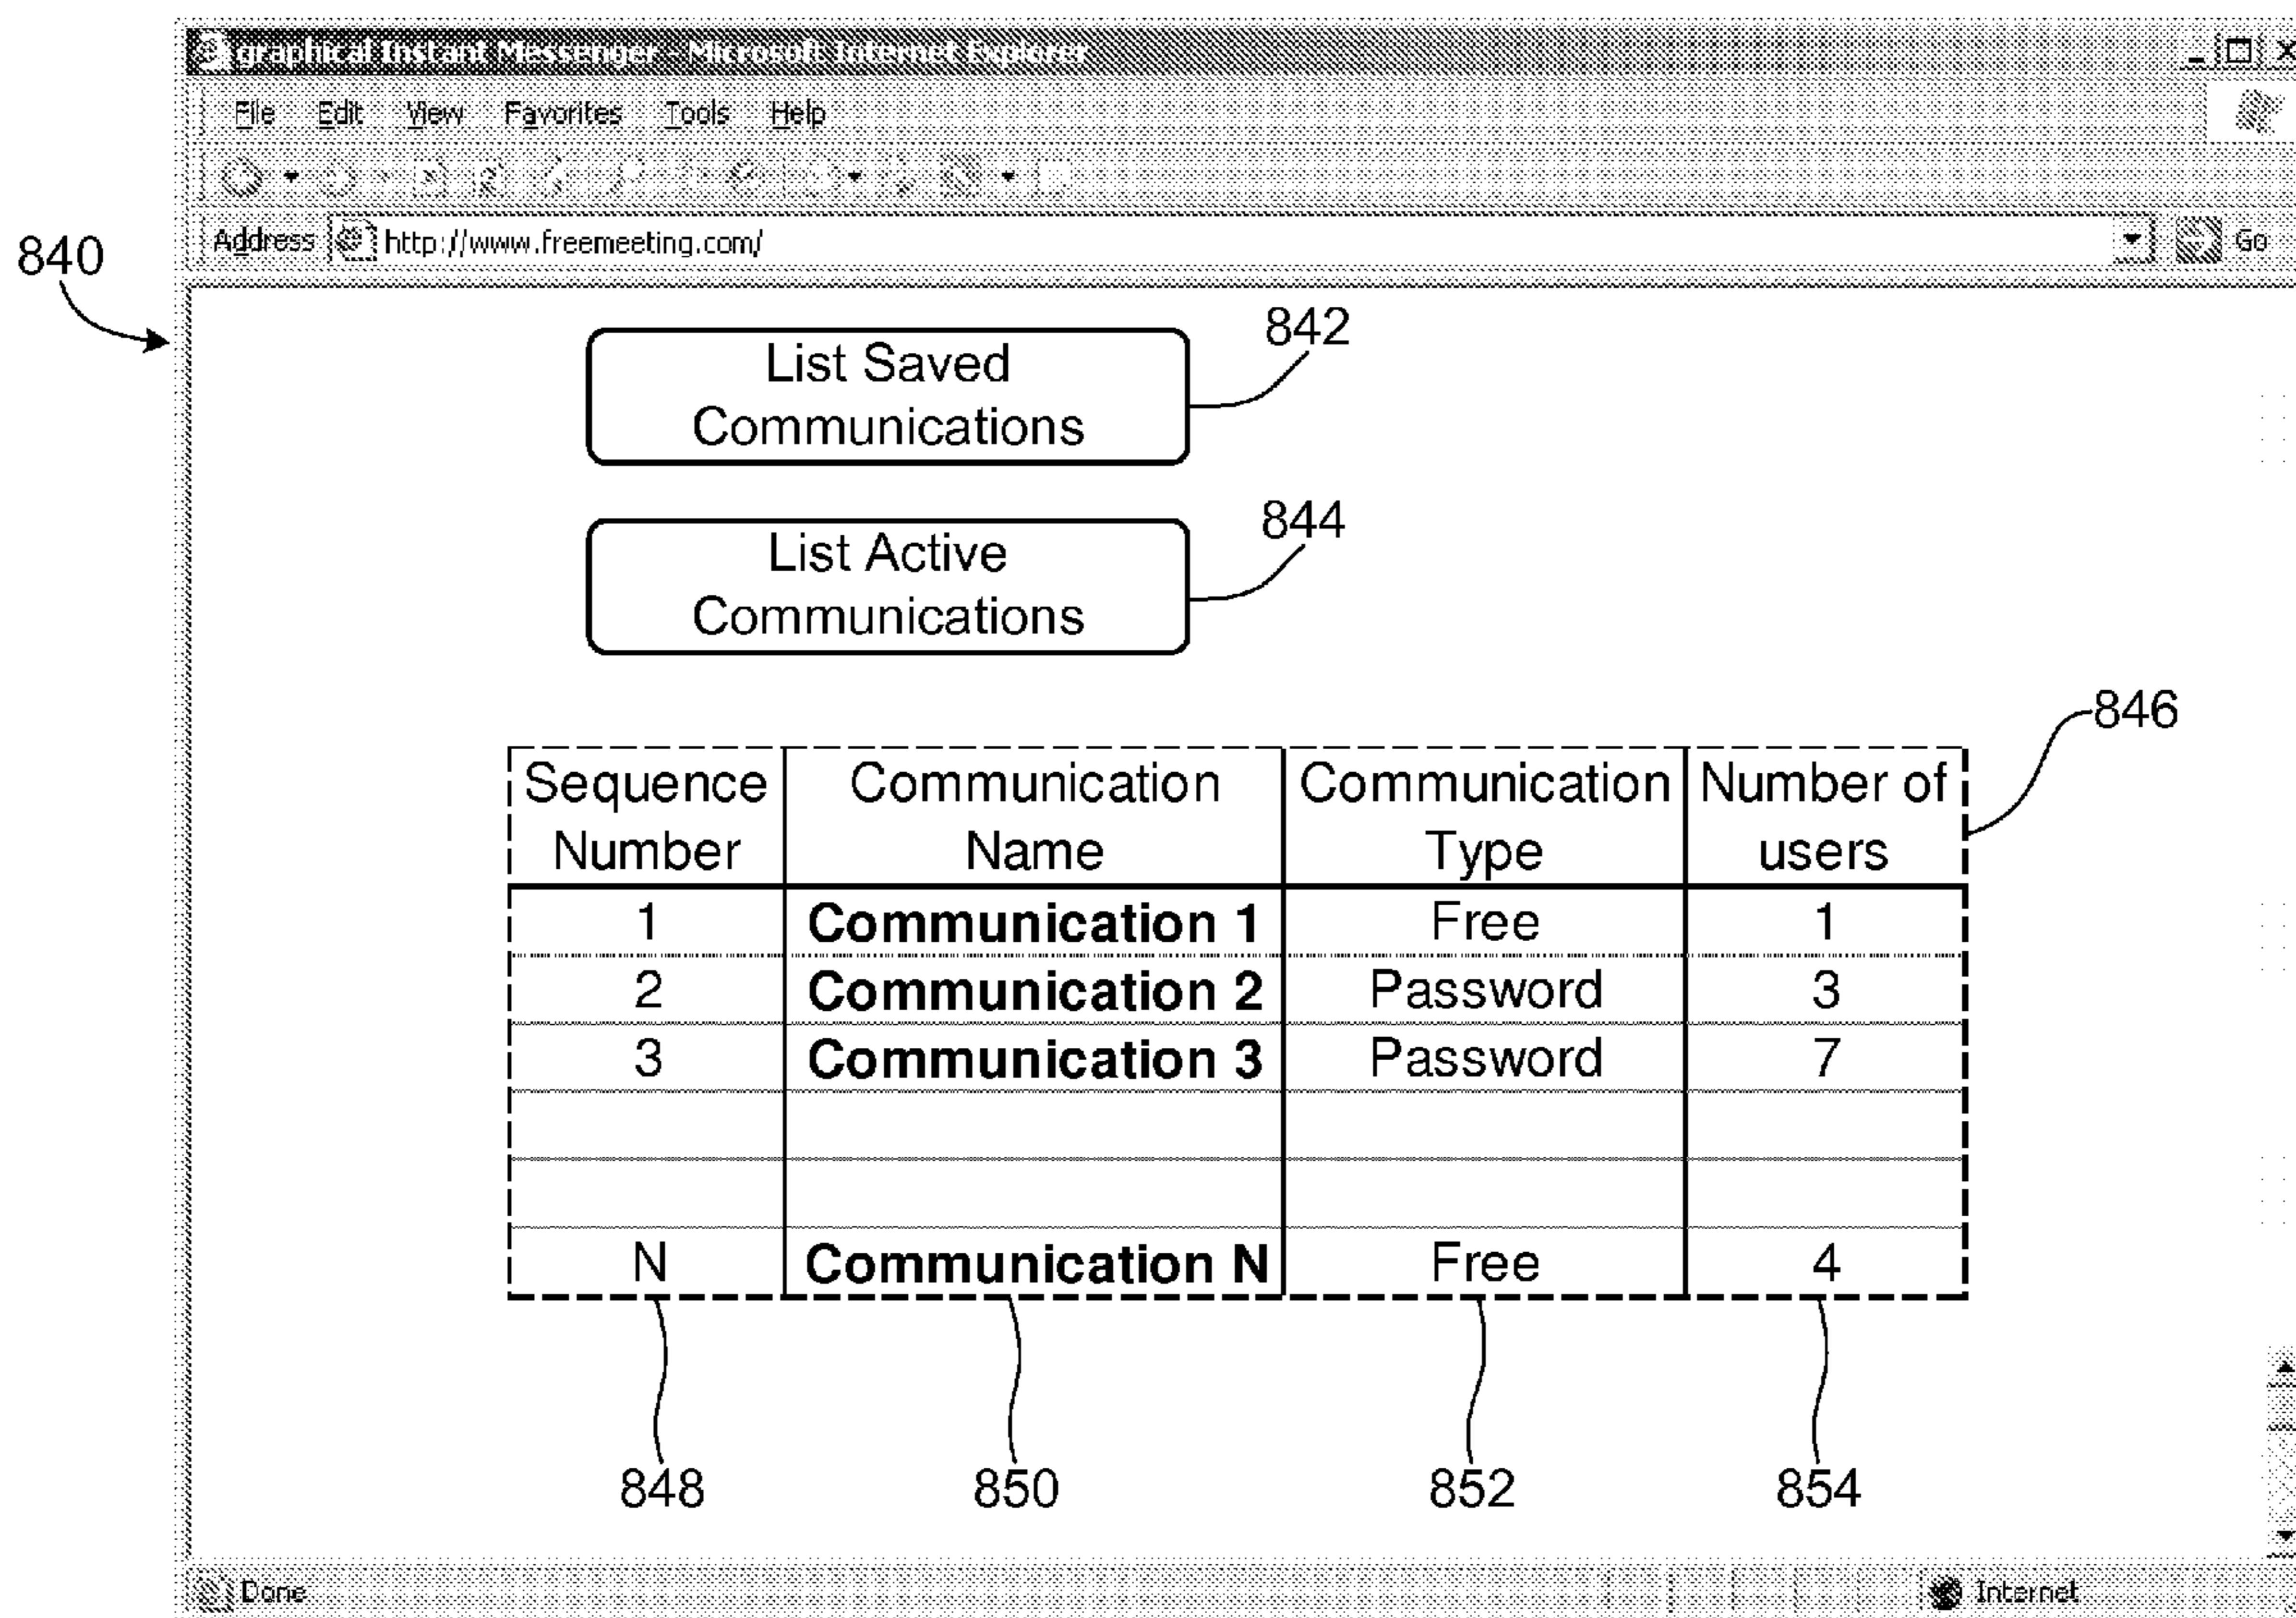 graphical Instant Messenger - Microsoft Internet Explorer
File Edit View Favorites Tools Help
Address http://www.freemeeting.com/ Go
840
List Saved
Communications
842
List Active
Communications
844
846
Sequence Number Communication Name Communication Type Number of users
1 Communication 1 Free 1
2 Communication 2 Password 3
3 Communication 3 Password 7
N Communication N Free 4
848 850 852 854
Done Internet